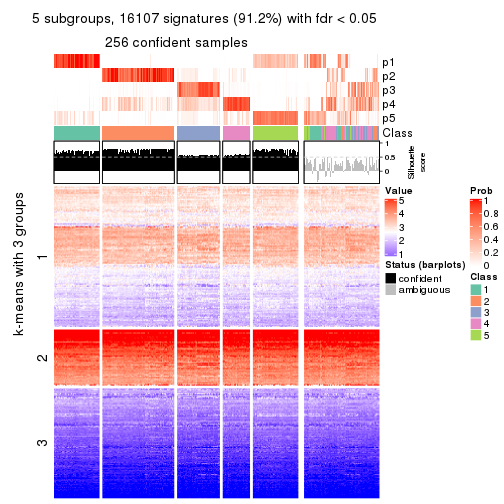 5 subgroups, 16107 signatures (91.2%) with fdr < 0.05
256 confident samples
p1
p2
p3
p4
p5
Class
1
0.5
0
Silhouette
score
k-means with 3 groups
1
2
3
Value
5
4
3
2
1
Status (barplots)
confident
ambiguous
Prob
1
0.8
0.6
0.4
0.2
0
Class
1
2
3
4
5